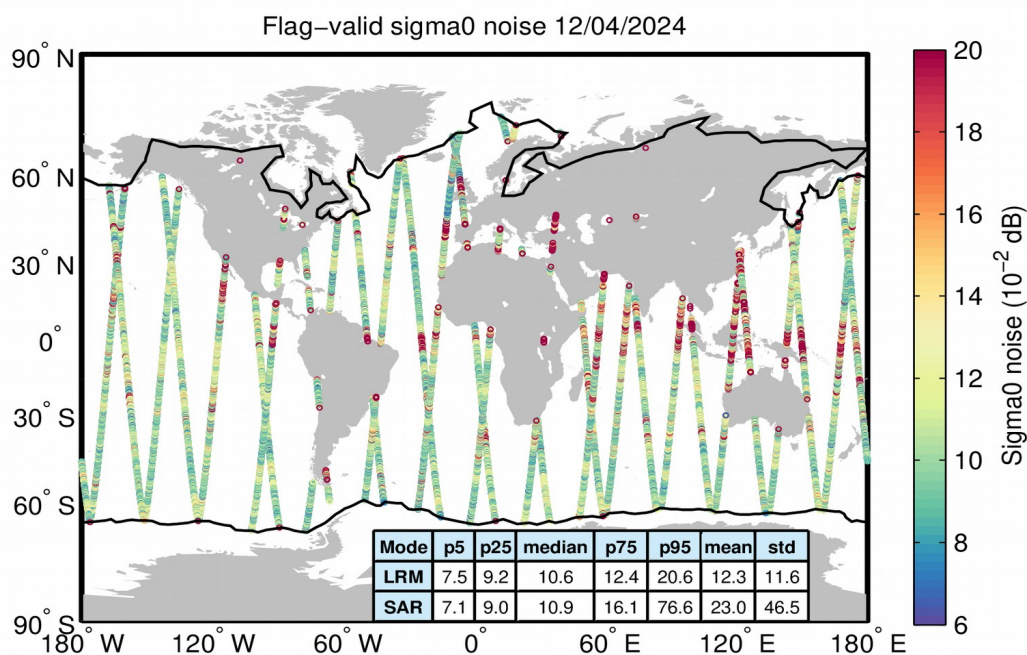 Flag−valid sigma0 noise 12/04/2024
90° N
60° N
30° N
0°
30° S
60° S
90° S
180° W
120° W
60° W
0°
60° E
120° E
180° E
Mode p5 p25 median p75 p95 mean std
LRM 7.5 9.2 10.6 12.4 20.6 12.3 11.6
SAR 7.1 9.0 10.9 16.1 76.6 23.0 46.5
20
18
16
14
12
10
8
6
Sigma0 noise (10⁻² dB)